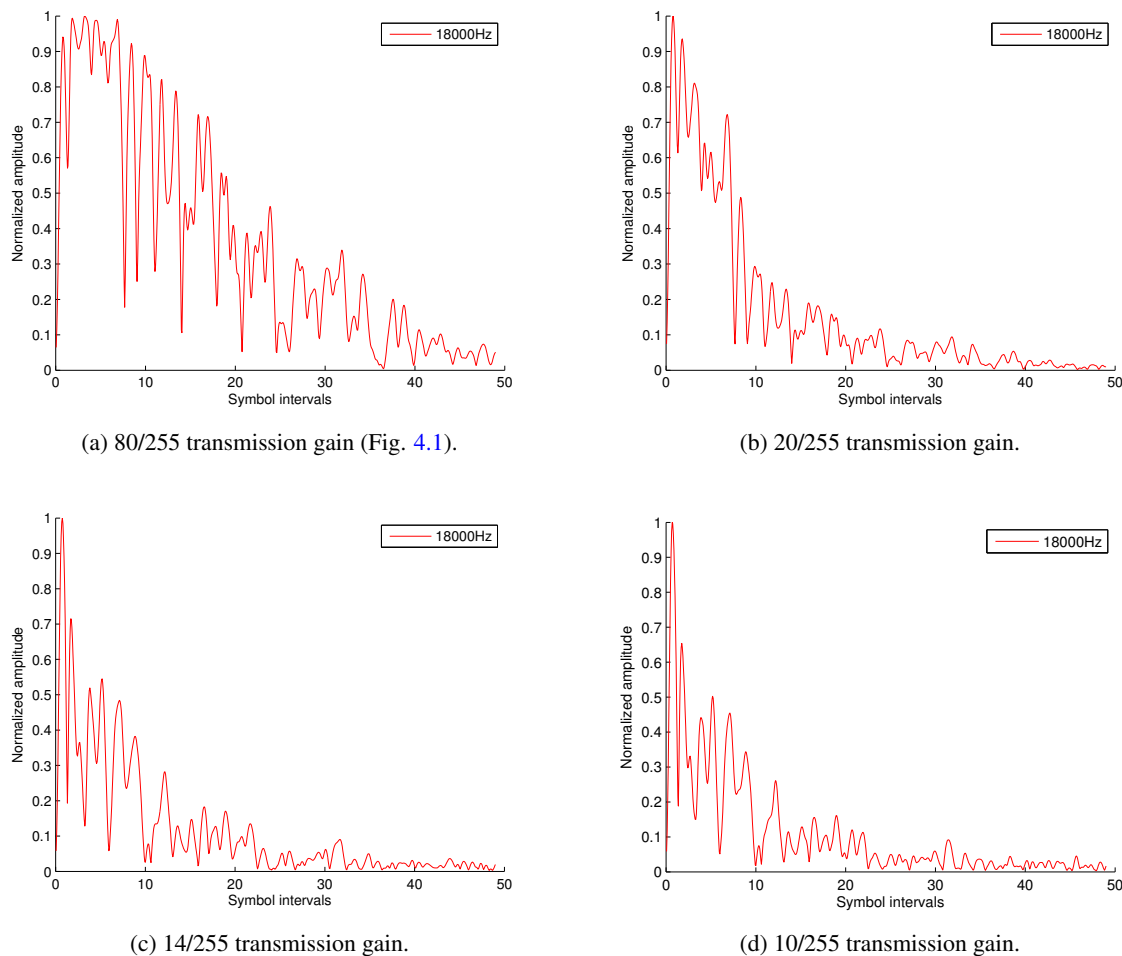 1
0.9
0.8
0.7
0.6
0.5
0.4
0.3
0.2
0.1
0
Normalized amplitude
18000Hz
0 10 20 30 40 50
Symbol intervals
(a) 80/255 transmission gain (Fig. 4.1).
1
0.9
0.8
0.7
0.6
0.5
0.4
0.3
0.2
0.1
0
Normalized amplitude
18000Hz
0 10 20 30 40 50
Symbol intervals
(b) 20/255 transmission gain.
1
0.9
0.8
0.7
0.6
0.5
0.4
0.3
0.2
0.1
0
Normalized amplitude
18000Hz
0 10 20 30 40 50
Symbol intervals
(c) 14/255 transmission gain.
1
0.9
0.8
0.7
0.6
0.5
0.4
0.3
0.2
0.1
0
Normalized amplitude
18000Hz
0 10 20 30 40 50
Symbol intervals
(d) 10/255 transmission gain.